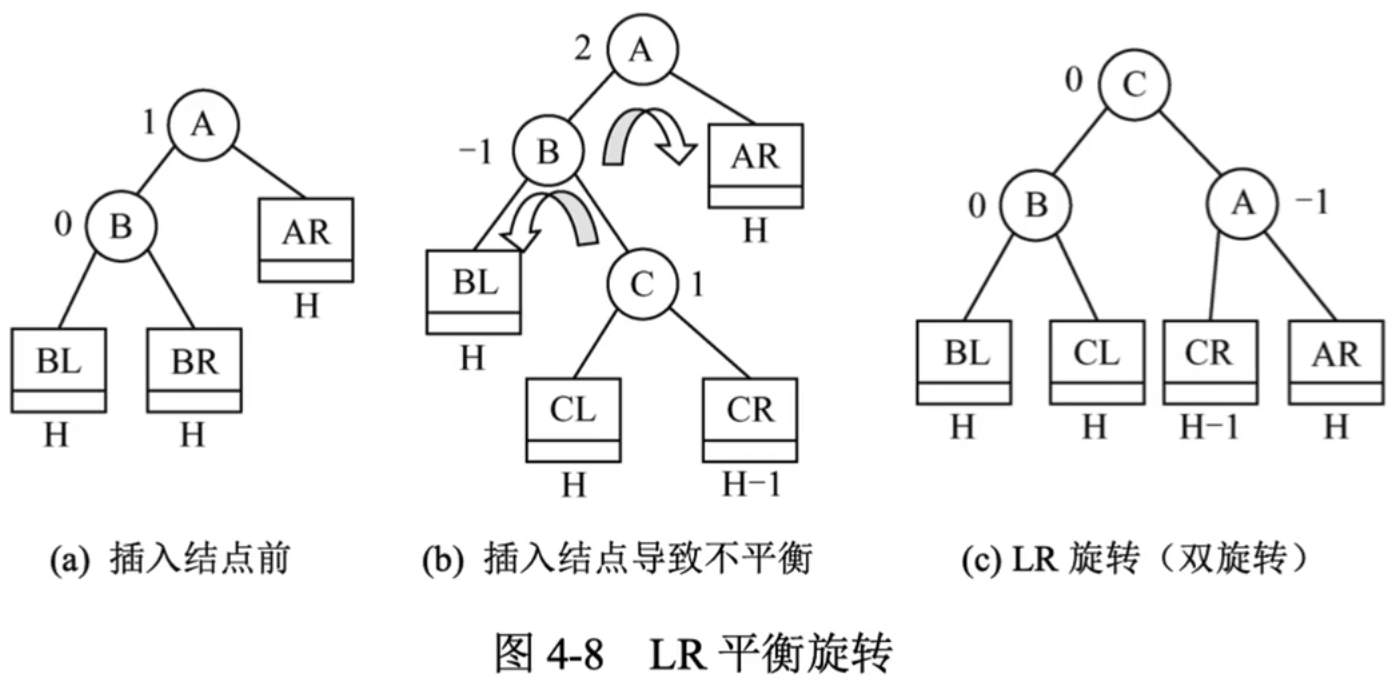 1 A
0 B
AR
H
BL
BR
H
H
(a) 插入结点前
2 A
−1 B
AR
H
BL
H
C 1
CL
CR
H
H−1
(b) 插入结点导致不平衡
0 C
0 B
A −1
BL
CL
CR
AR
H
H
H−1
H
(c) LR 旋转（双旋转）
图 4-8 LR 平衡旋转